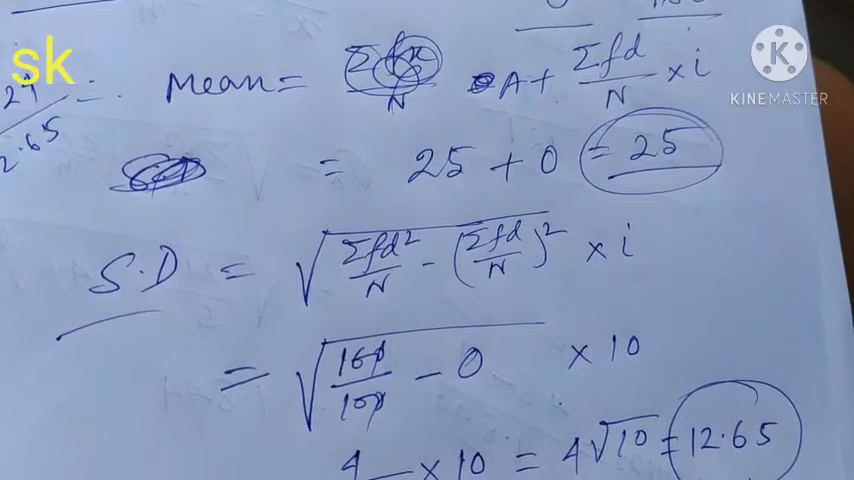 sk
KINEMASTER
Mean = A + Σfd/N × i
2.65
= 25 + 0 = 25
S.D = √(Σfd²/N - (Σfd/N)²) × i
= √(160/100 - 0) × 10
4 × 10 = 4√10 = 12.65